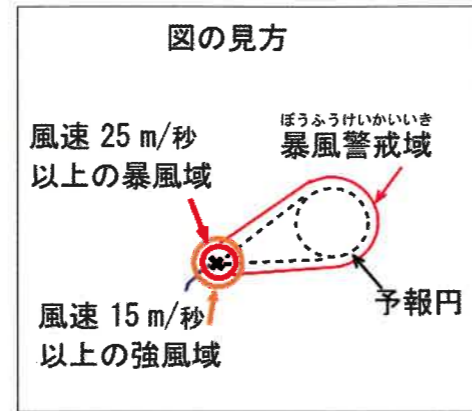 図の見方
ぼうふうけいかいいき
暴風警戒域
風速 25 m/秒
以上の暴風域
予報円
風速 15 m/秒
以上の強風域